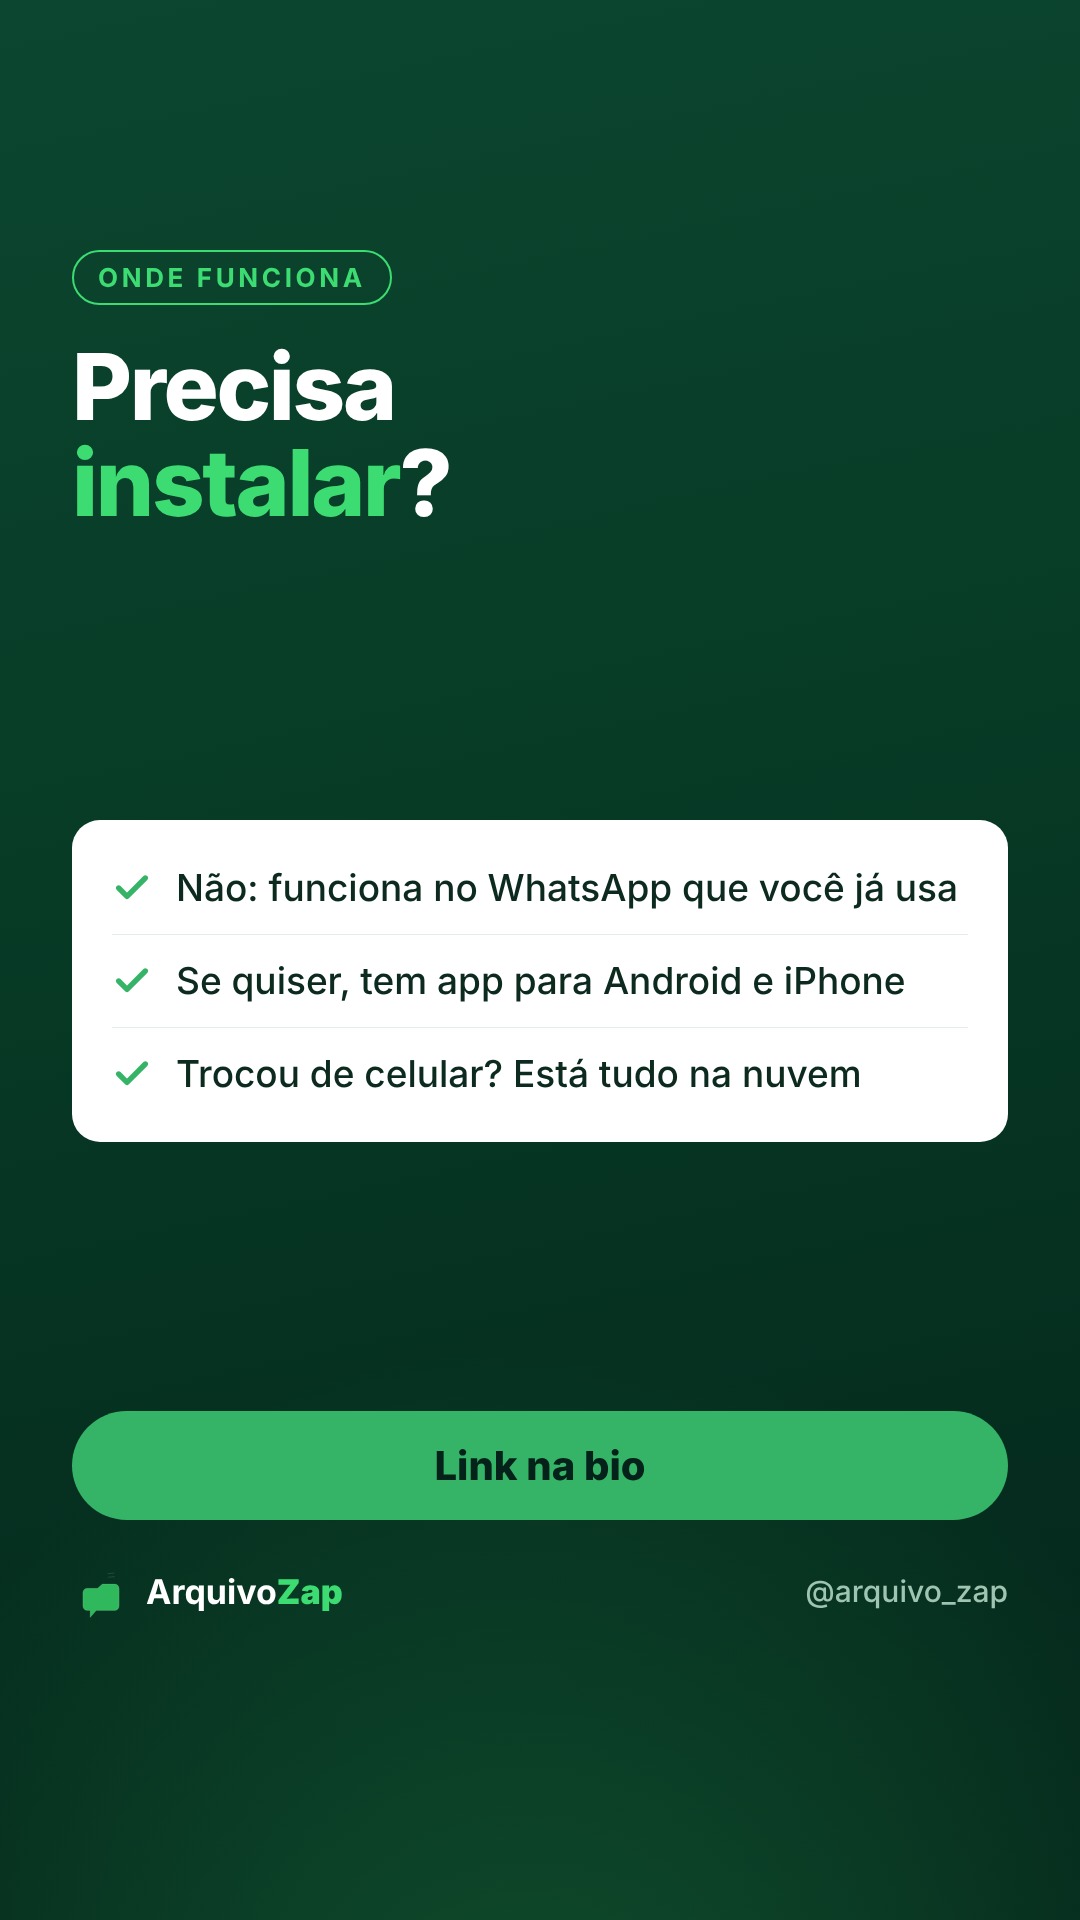 ONDE FUNCIONA
Precisa
instalar?
Não: funciona no WhatsApp que você já usa
Se quiser, tem app para Android e iPhone
Trocou de celular? Está tudo na nuvem
Link na bio
ArquivoZap
@arquivo_zap